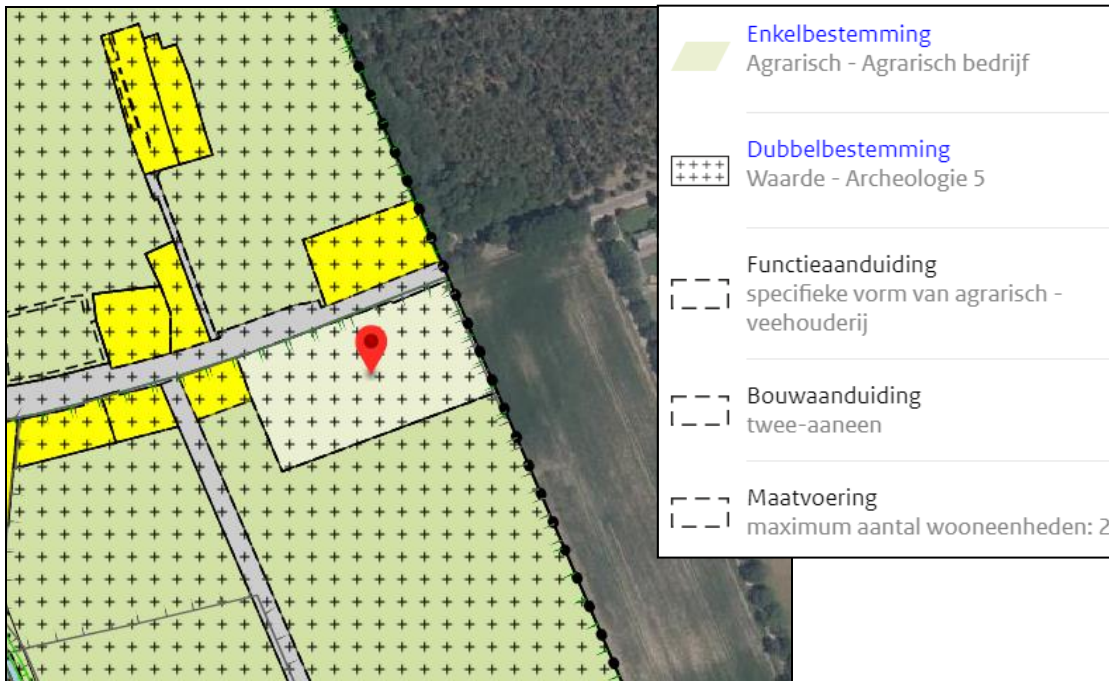 Enkelbestemming
Agrarisch - Agrarisch bedrijf
Dubbelbestemming
Waarde - Archeologie 5
Functieaanduiding
specifieke vorm van agrarisch -
veehouderij
Bouwaanduiding
twee-aaneen
Maatvoering
maximum aantal wooneenheden: 2